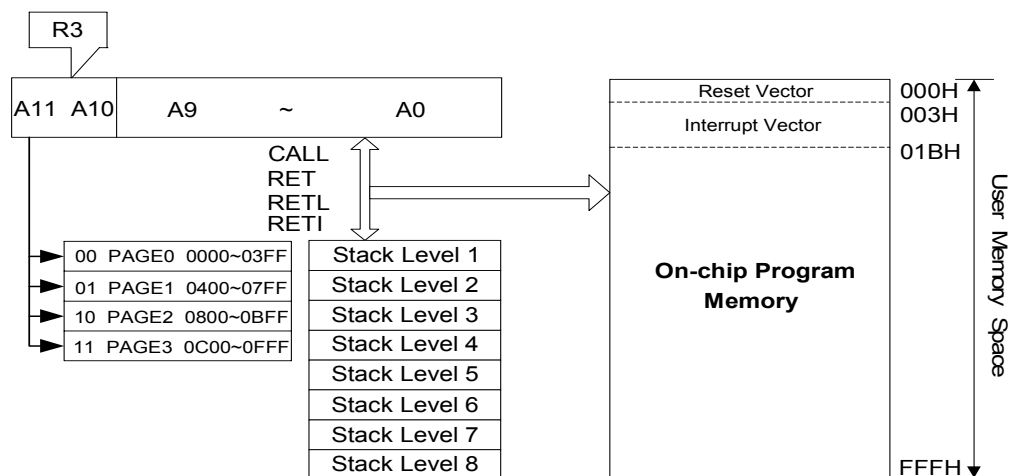 R3
A11 A10 A9 ~ A0
CALL
RET
RETL
RETI
00 PAGE0 0000~03FF
01 PAGE1 0400~07FF
10 PAGE2 0800~0BFF
11 PAGE3 0C00~0FFF
Stack Level 1
Stack Level 2
Stack Level 3
Stack Level 4
Stack Level 5
Stack Level 6
Stack Level 7
Stack Level 8
Reset Vector
Interrupt Vector
On-chip Program
Memory
000H
003H
01BH
FFFH
User Memory Space